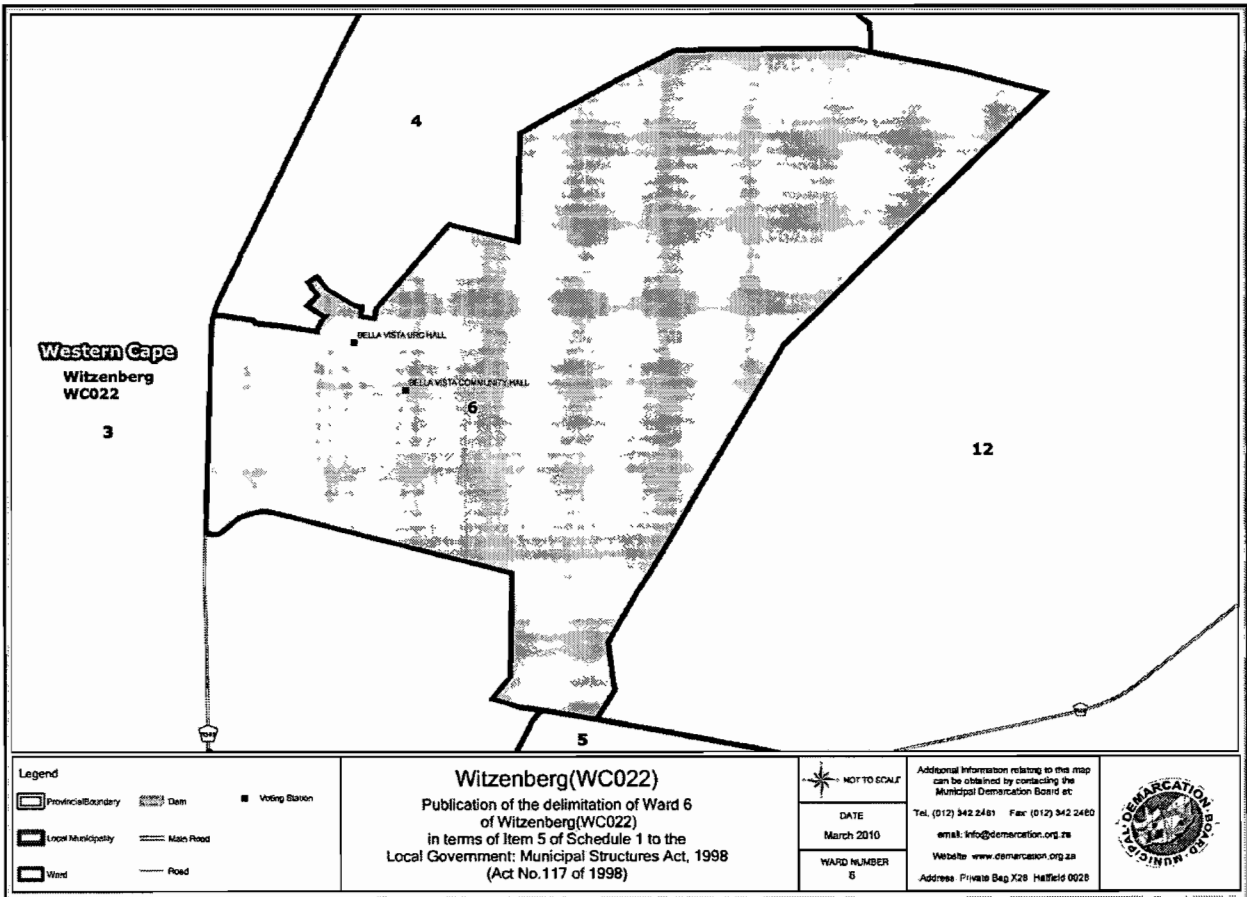 4
BELLA VISTA URC HALL
Western Cape
Witzenberg
WC022
BELLA VISTA COMMUNITY HALL
6
3
12
5
Legend
ProvincialBoundary
Dam
Voting Station
Local Municipality
Main Road
Ward
Road
Witzenberg(WC022)
Publication of the delimitation of Ward 6
of Witzenberg(WC022)
in terms of Item 5 of Schedule 1 to the
Local Government: Municipal Structures Act, 1998
(Act No.117 of 1998)
NOT TO SCALE
DATE
March 2010
WARD NUMBER
6
Additional information relating to this map
can be obtained by contacting the
Municipal Demarcation Board at:
Tel. (012) 342 2481 Fax (012) 342 2480
email: info@demarcation.org.za
Website www.demarcation.org.za
Address Private Bag X28 Hatfield 0028
MUNICIPAL DEMARCATION BOARD